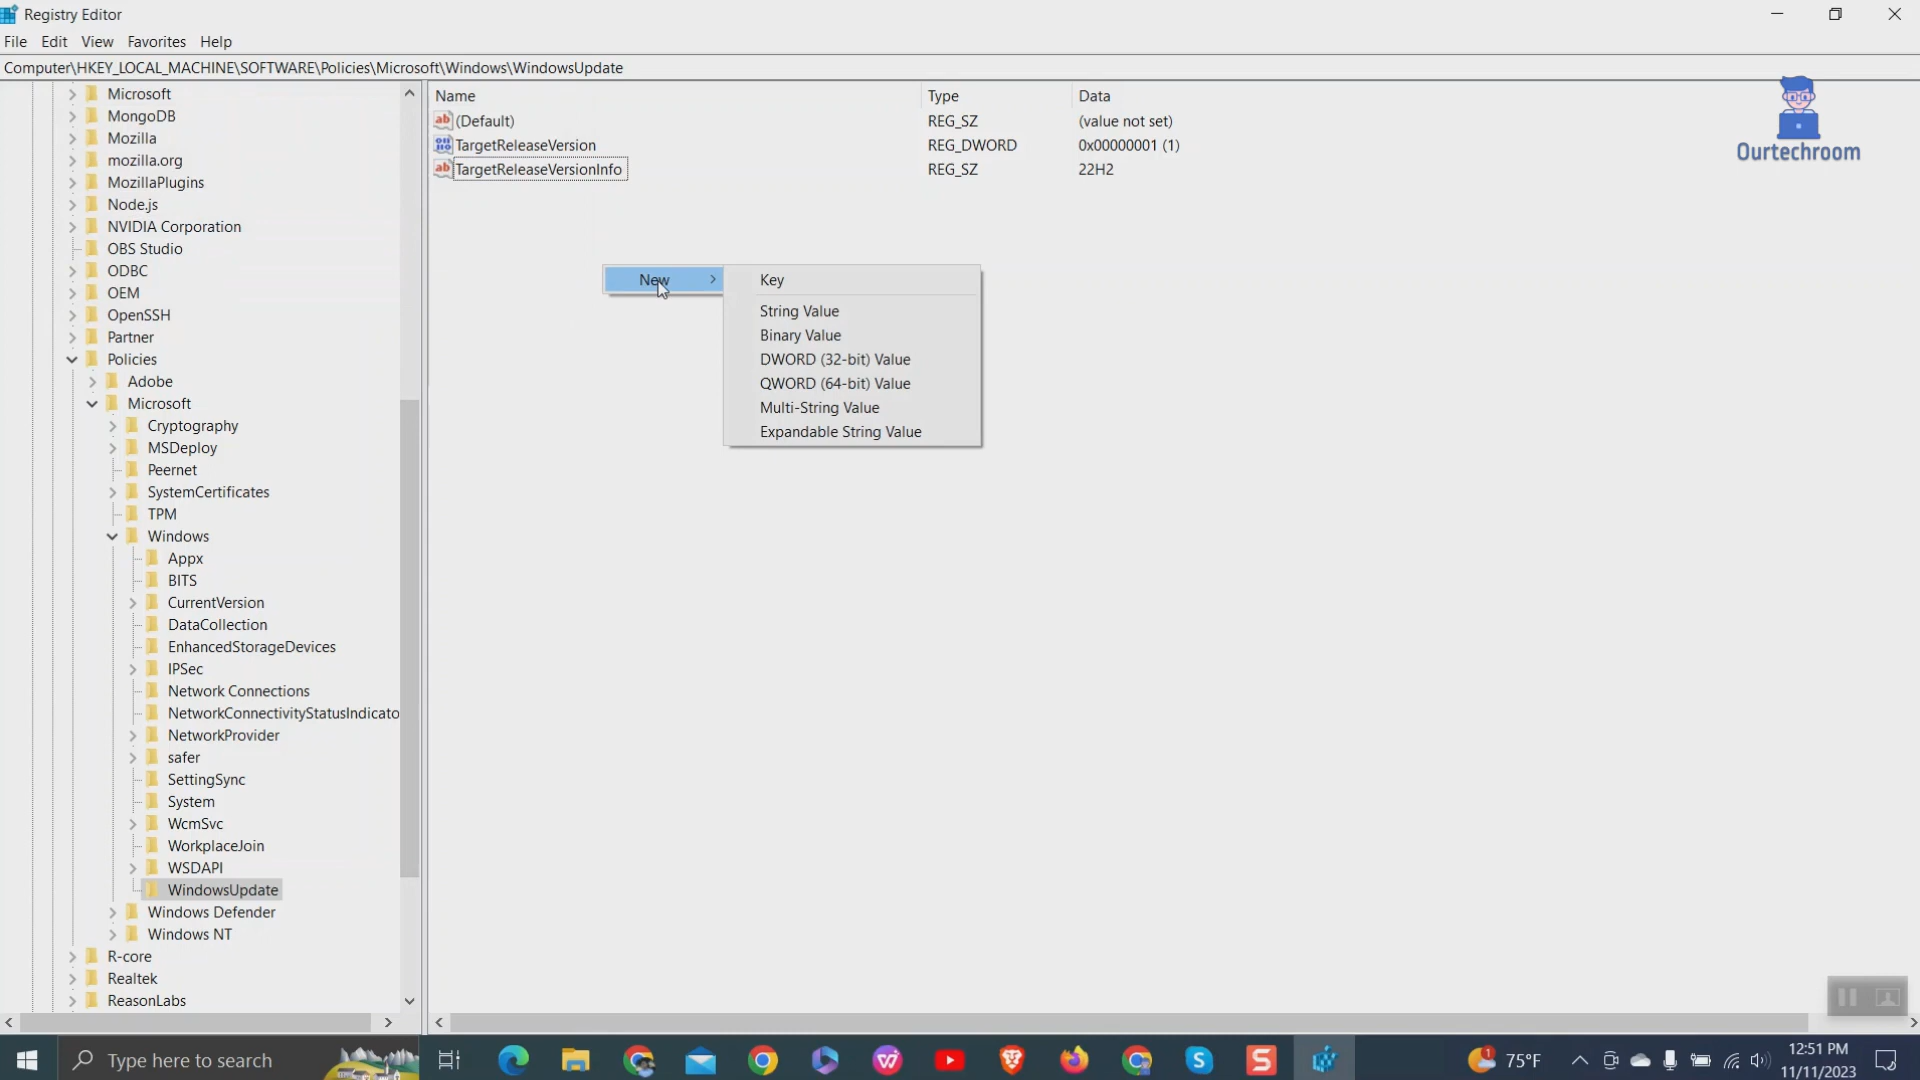 Registry Editor
File Edit View Favorites Help
Computer\HKEY_LOCAL_MACHINE\SOFTWARE\Policies\Microsoft\Windows\WindowsUpdate
Microsoft
MongoDB
Mozilla
mozilla.org
MozillaPlugins
Node.js
NVIDIA Corporation
OBS Studio
ODBC
OEM
OpenSSH
Partner
Policies
Adobe
Microsoft
Cryptography
MSDeploy
Peernet
SystemCertificates
TPM
Windows
Appx
BITS
CurrentVersion
DataCollection
EnhancedStorageDevices
IPSec
Network Connections
NetworkConnectivityStatusIndicato
NetworkProvider
safer
SettingSync
System
WcmSvc
WorkplaceJoin
WSDAPI
WindowsUpdate
Windows Defender
Windows NT
R-core
Realtek
ReasonLabs
Name Type Data
(Default) REG_SZ (value not set)
TargetReleaseVersion REG_DWORD 0x00000001 (1)
TargetReleaseVersionInfo REG_SZ 22H2
Ourtechroom
New
Key
String Value
Binary Value
DWORD (32-bit) Value
QWORD (64-bit) Value
Multi-String Value
Expandable String Value
Type here to search
75°F
12:51 PM
11/11/2023